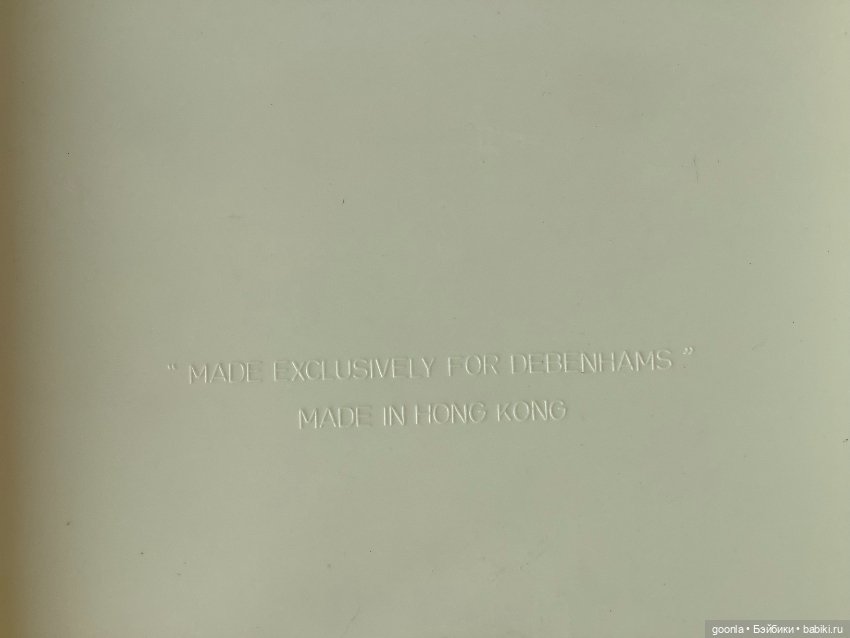 “ MADE EXCLUSIVELY FOR DEBENHAMS ”
MADE IN HONG KONG
goonla • Бэйбики • babiki.ru